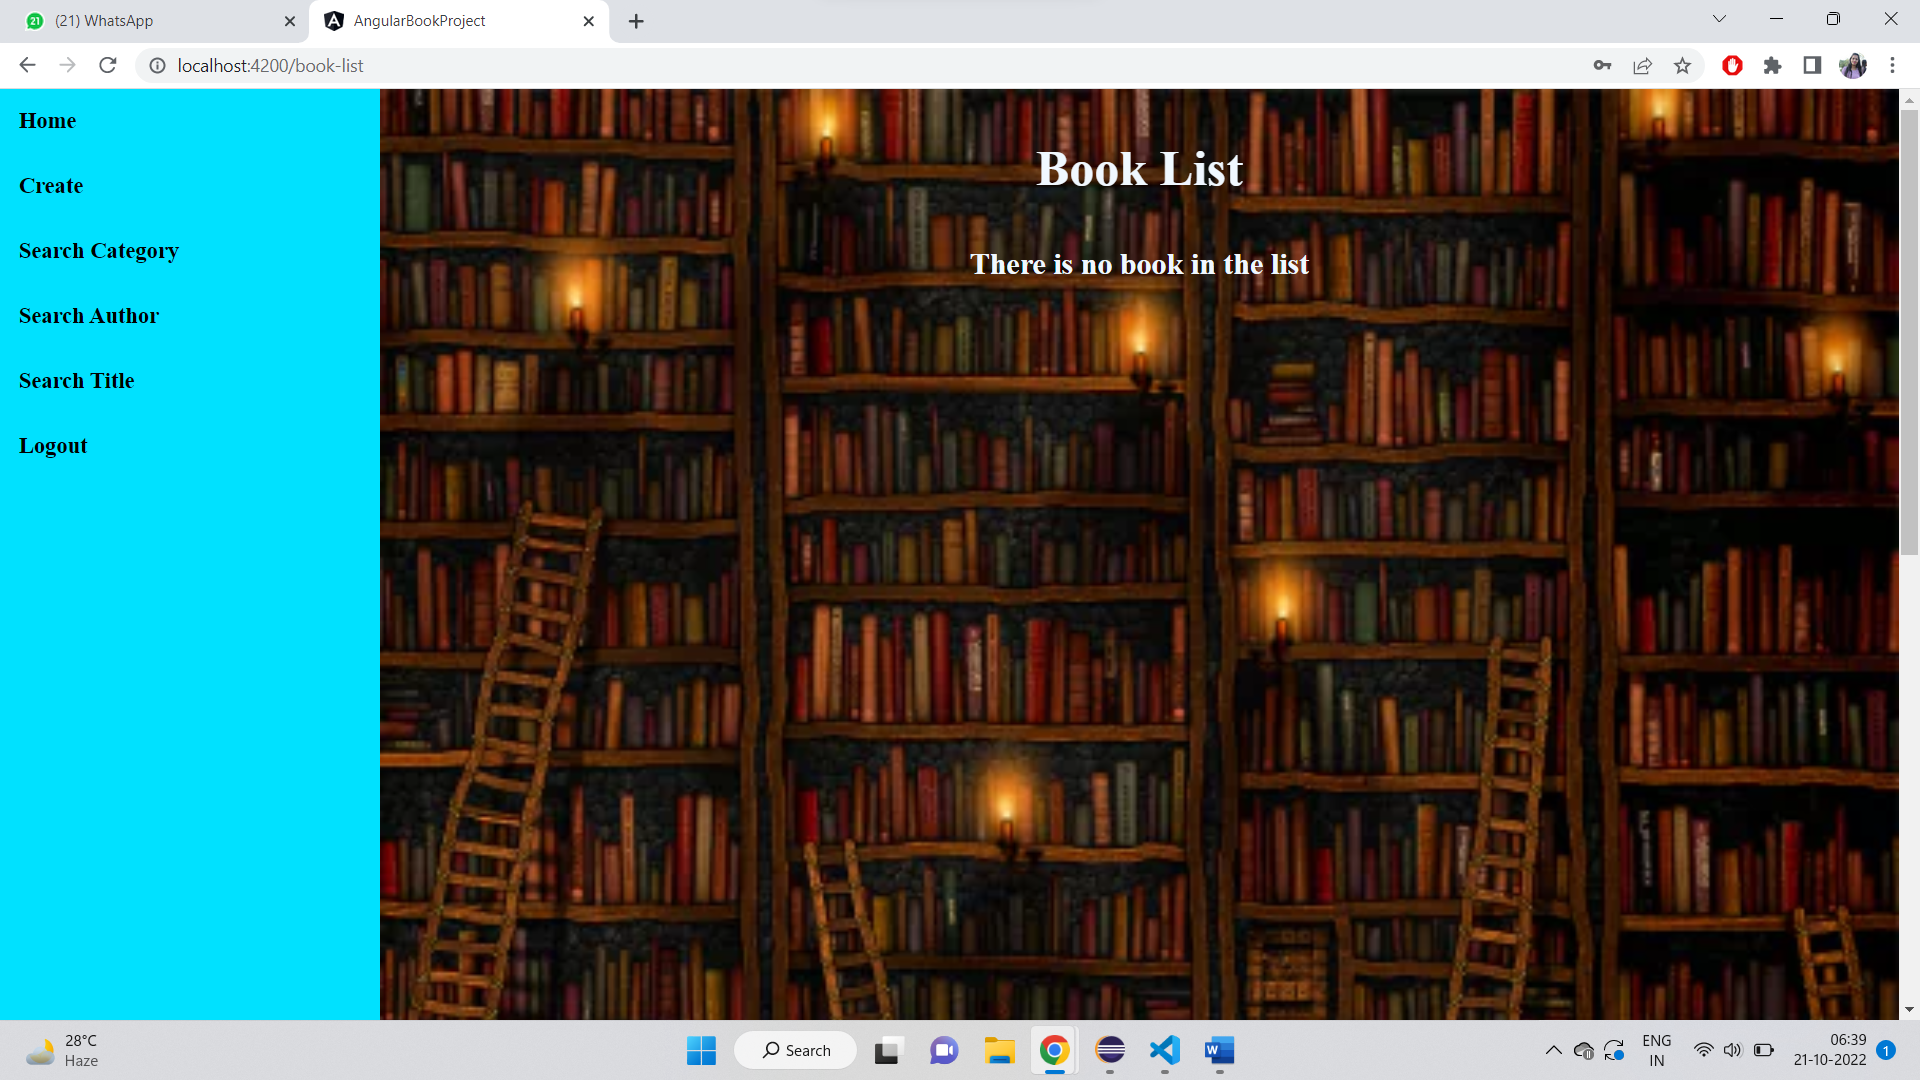 (21) WhatsApp
AngularBookProject
localhost:4200/book-list
Home
Create
Search Category
Search Author
Search Title
Logout
Book List
There is no book in the list
28°C
Haze
Search
ENG
IN
06:39
21-10-2022
1